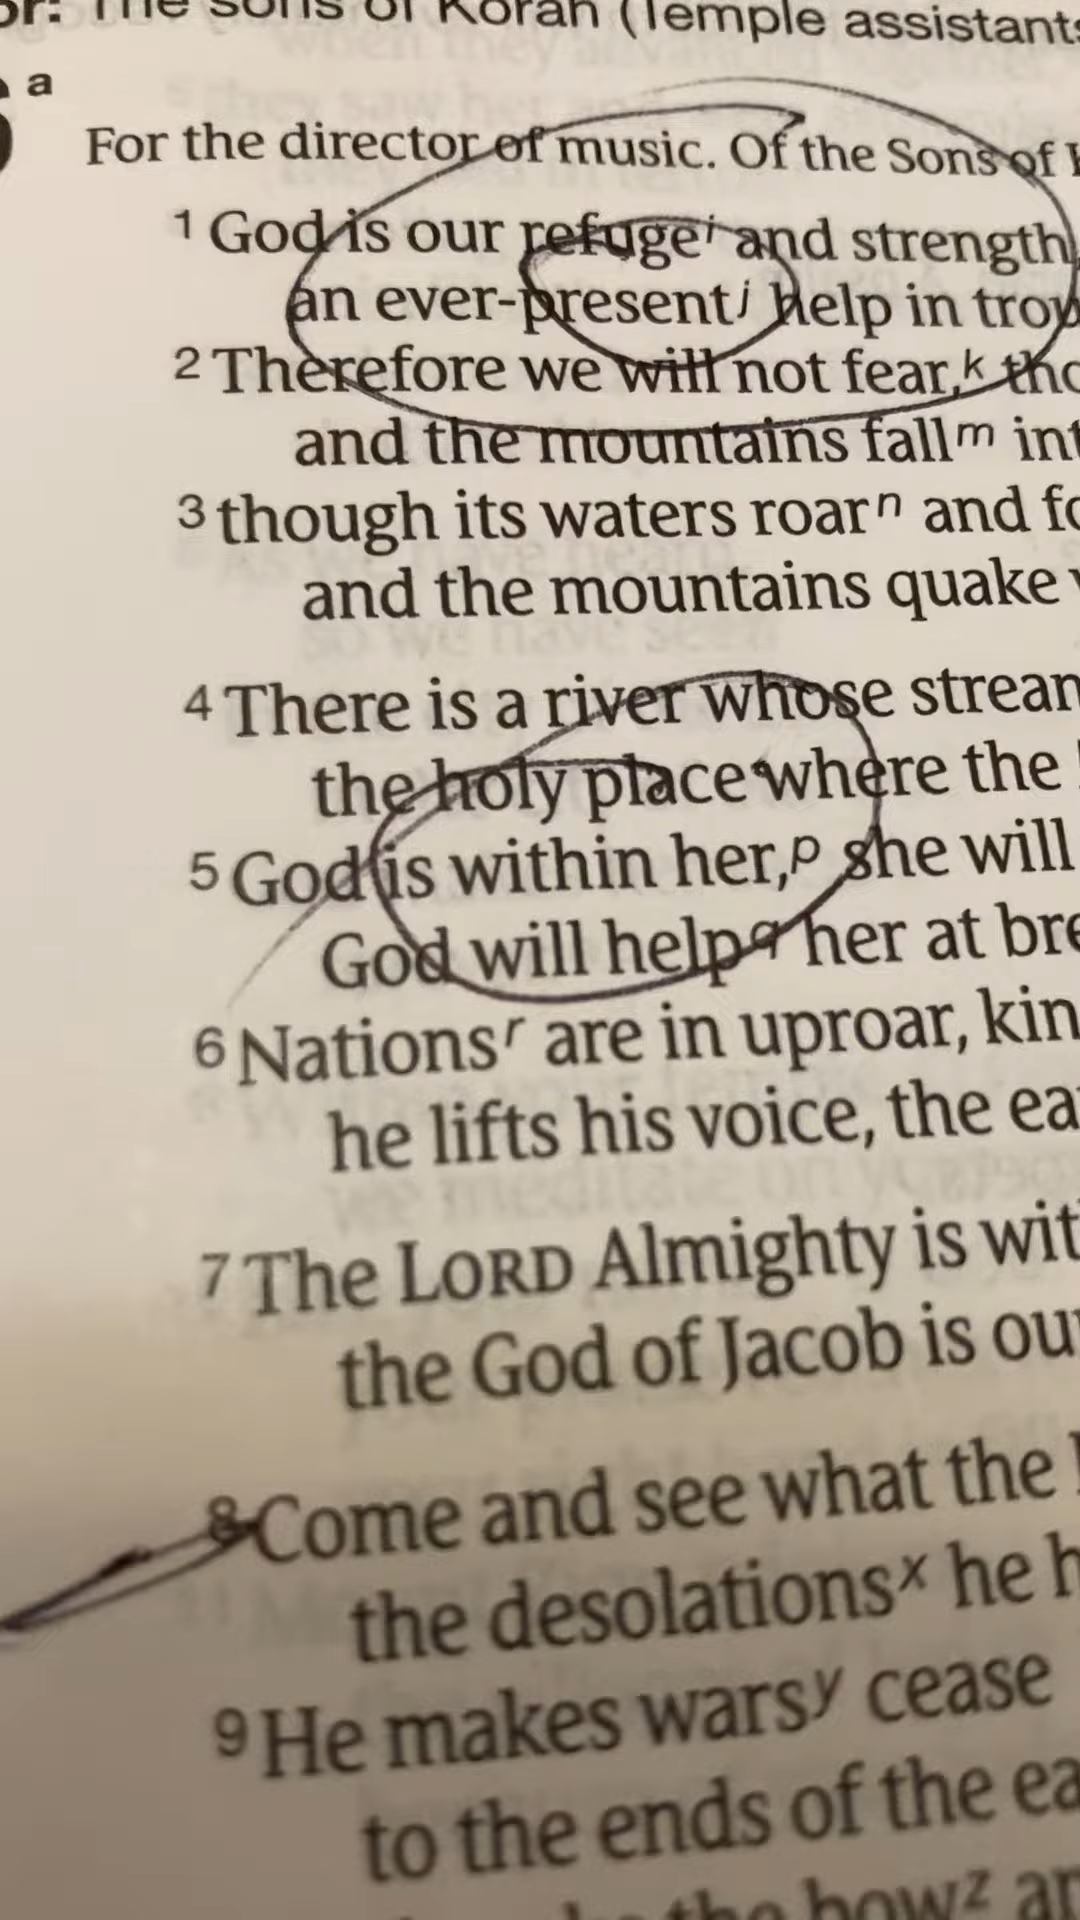 or: The sons of Korah (Temple assistants
a
For the director of music. Of the Sons of
1 God is our refuge i and strength,
an ever-present j help in trou
2 Therefore we will not fear, k tho
and the mountains fall m int
3 though its waters roar n and fo
and the mountains quake
4 There is a river whose stream
the holy place where the
5 God is within her, p she will
God will help q her at bre
6 Nations r are in uproar, kin
he lifts his voice, the ea
7 The LORD Almighty is wit
the God of Jacob is our
8 Come and see what the
the desolations x he h
9 He makes wars y cease
to the ends of the ea
the bow z an